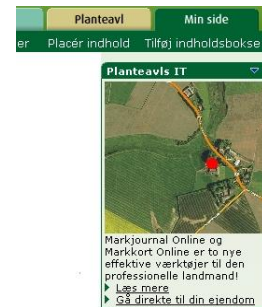 Planteavl Min side
er Placér indhold Tilføj indholdsbokse
Planteavls IT
Markjournal Online og
Markkort Online er to nye
effektive værktøjer til den
professionelle landmand!
Læs mere
Gå direkte til din ejendom